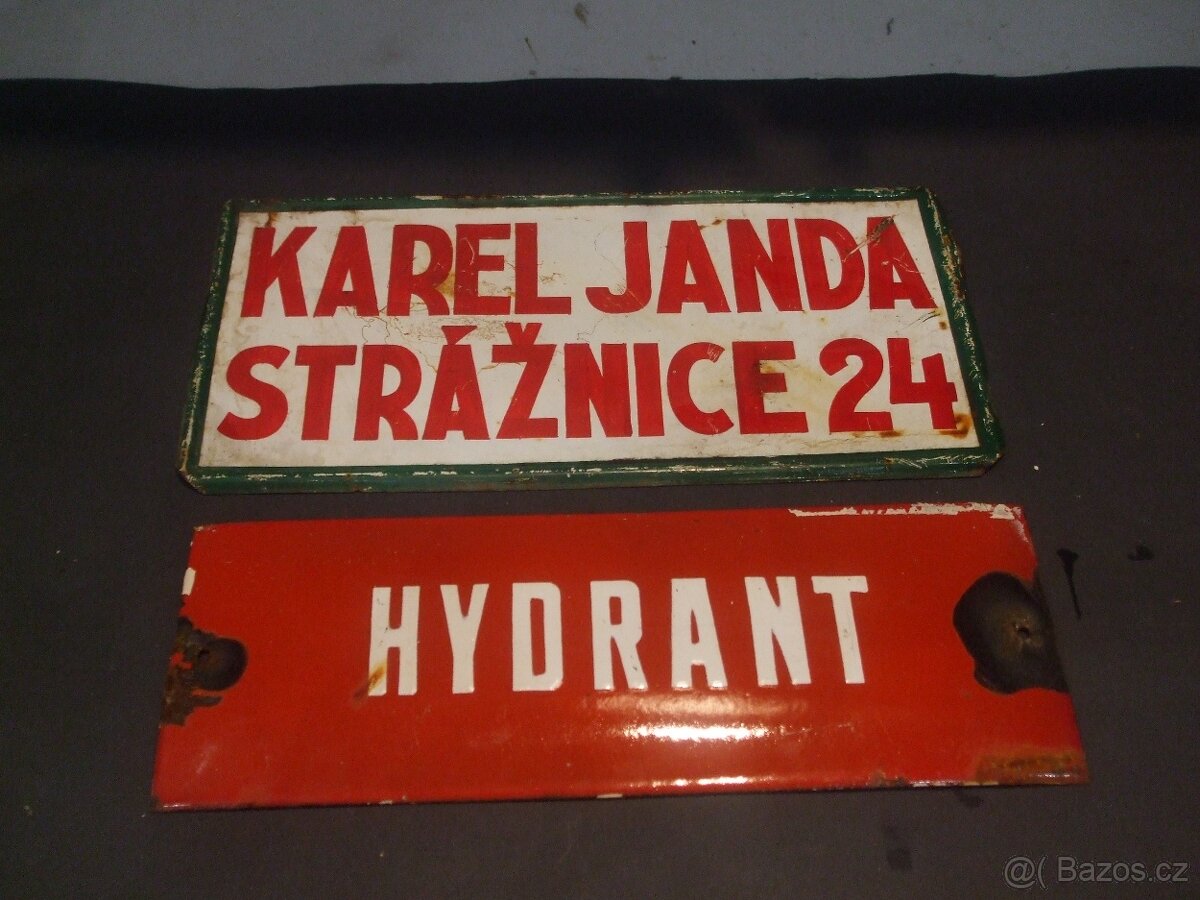 KAREL JANDA
STRÁŽNICE 24
HYDRANT
@( Bazos.cz